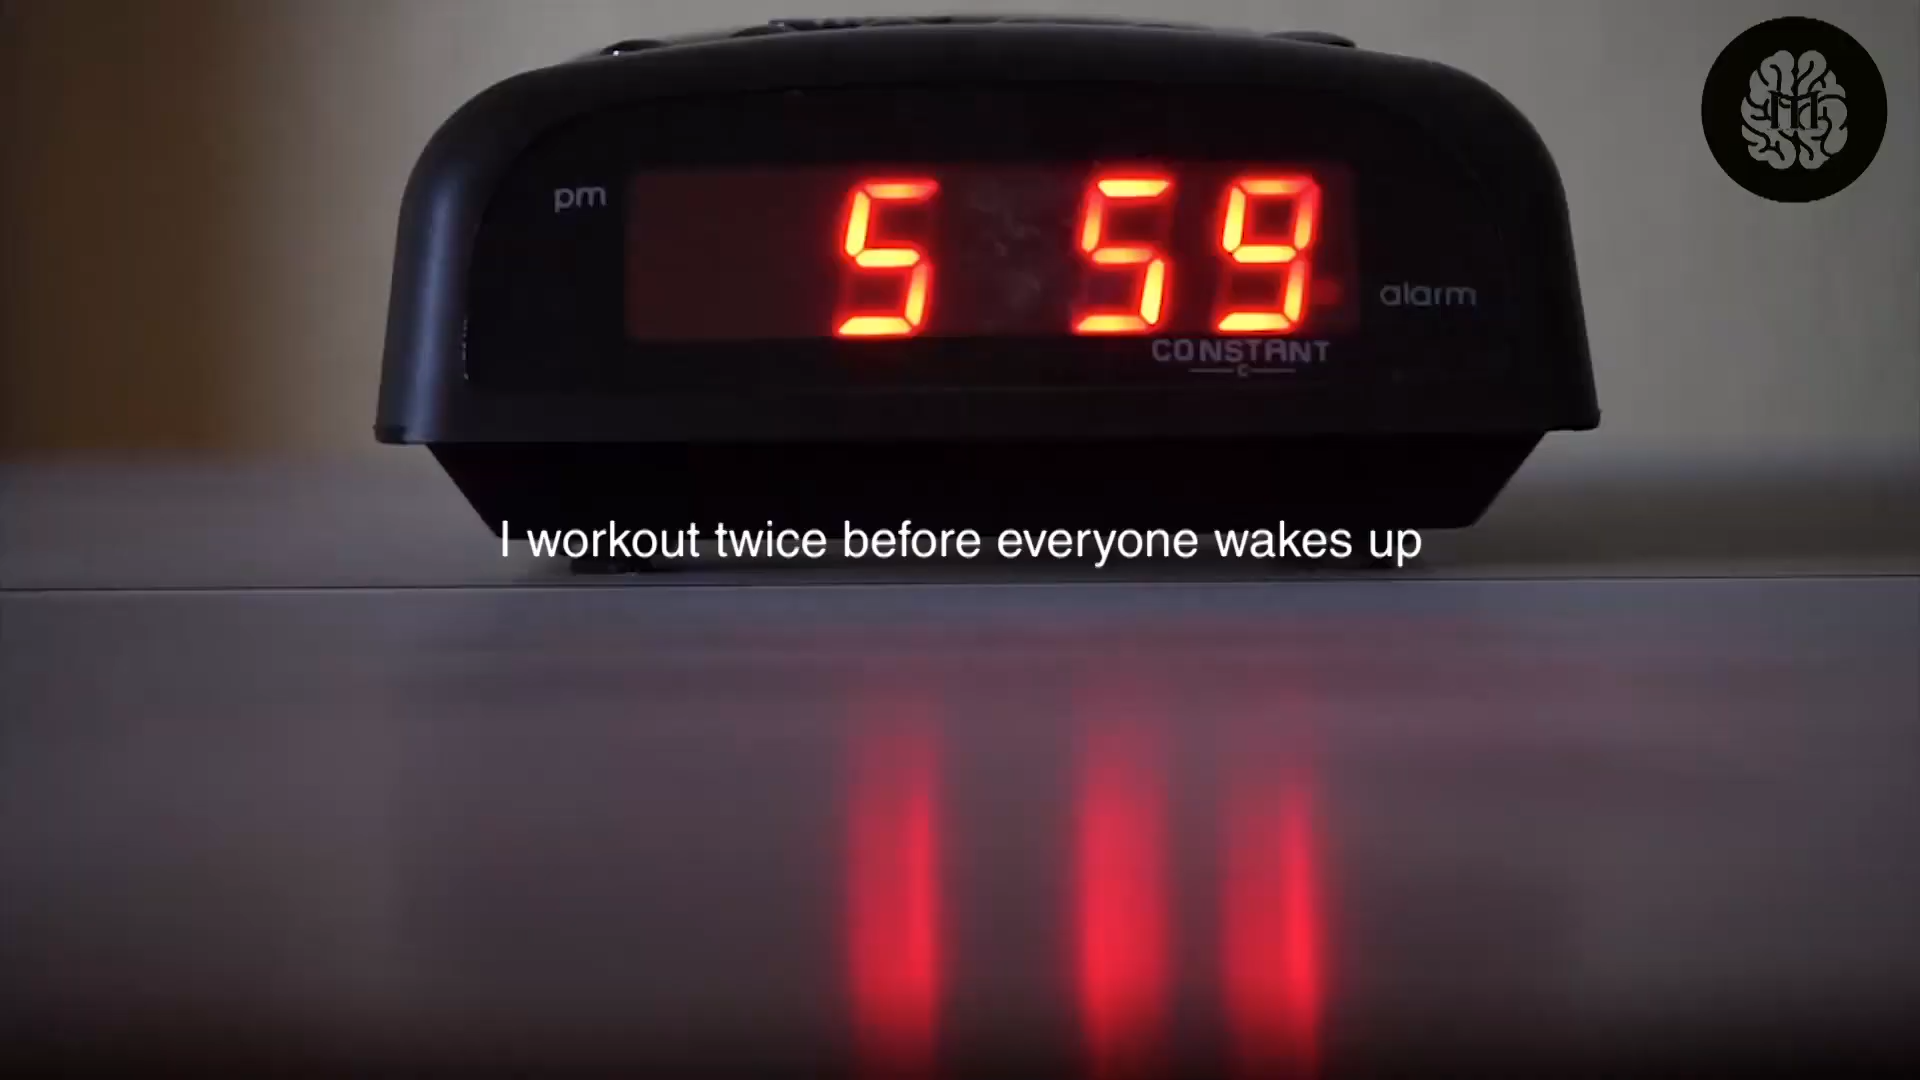 pm
5 59
alarm
CONSTANT
C
I workout twice before everyone wakes up
M